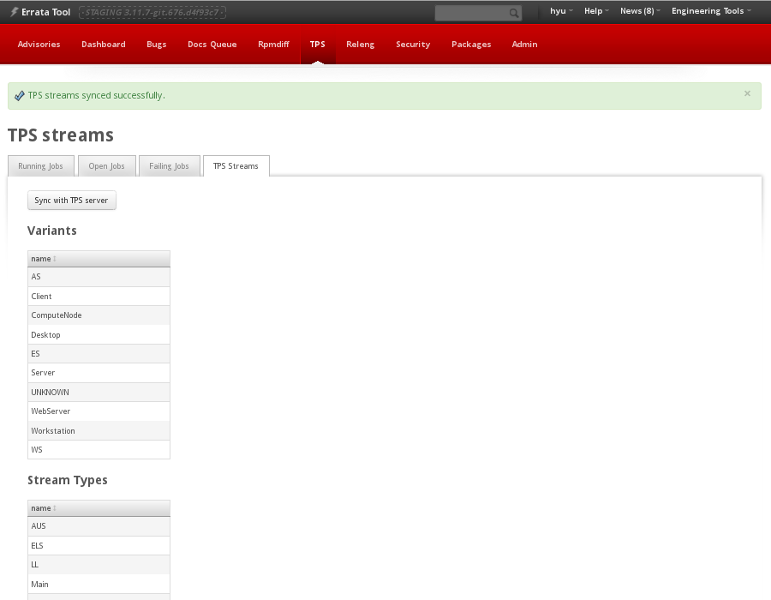 Errata Tool - STAGING 3.11.7-git.676.d4f93c7 - hyu Help News (8) Engineering Tools
Advisories Dashboard Bugs Docs Queue Rpmdiff TPS Releng Security Packages Admin
TPS streams synced successfully. ×
TPS streams
Running Jobs Open Jobs Failing Jobs TPS Streams
Sync with TPS server
Variants
name
AS
Client
ComputeNode
Desktop
ES
Server
UNKNOWN
WebServer
Workstation
WS
Stream Types
name
AUS
ELS
LL
Main